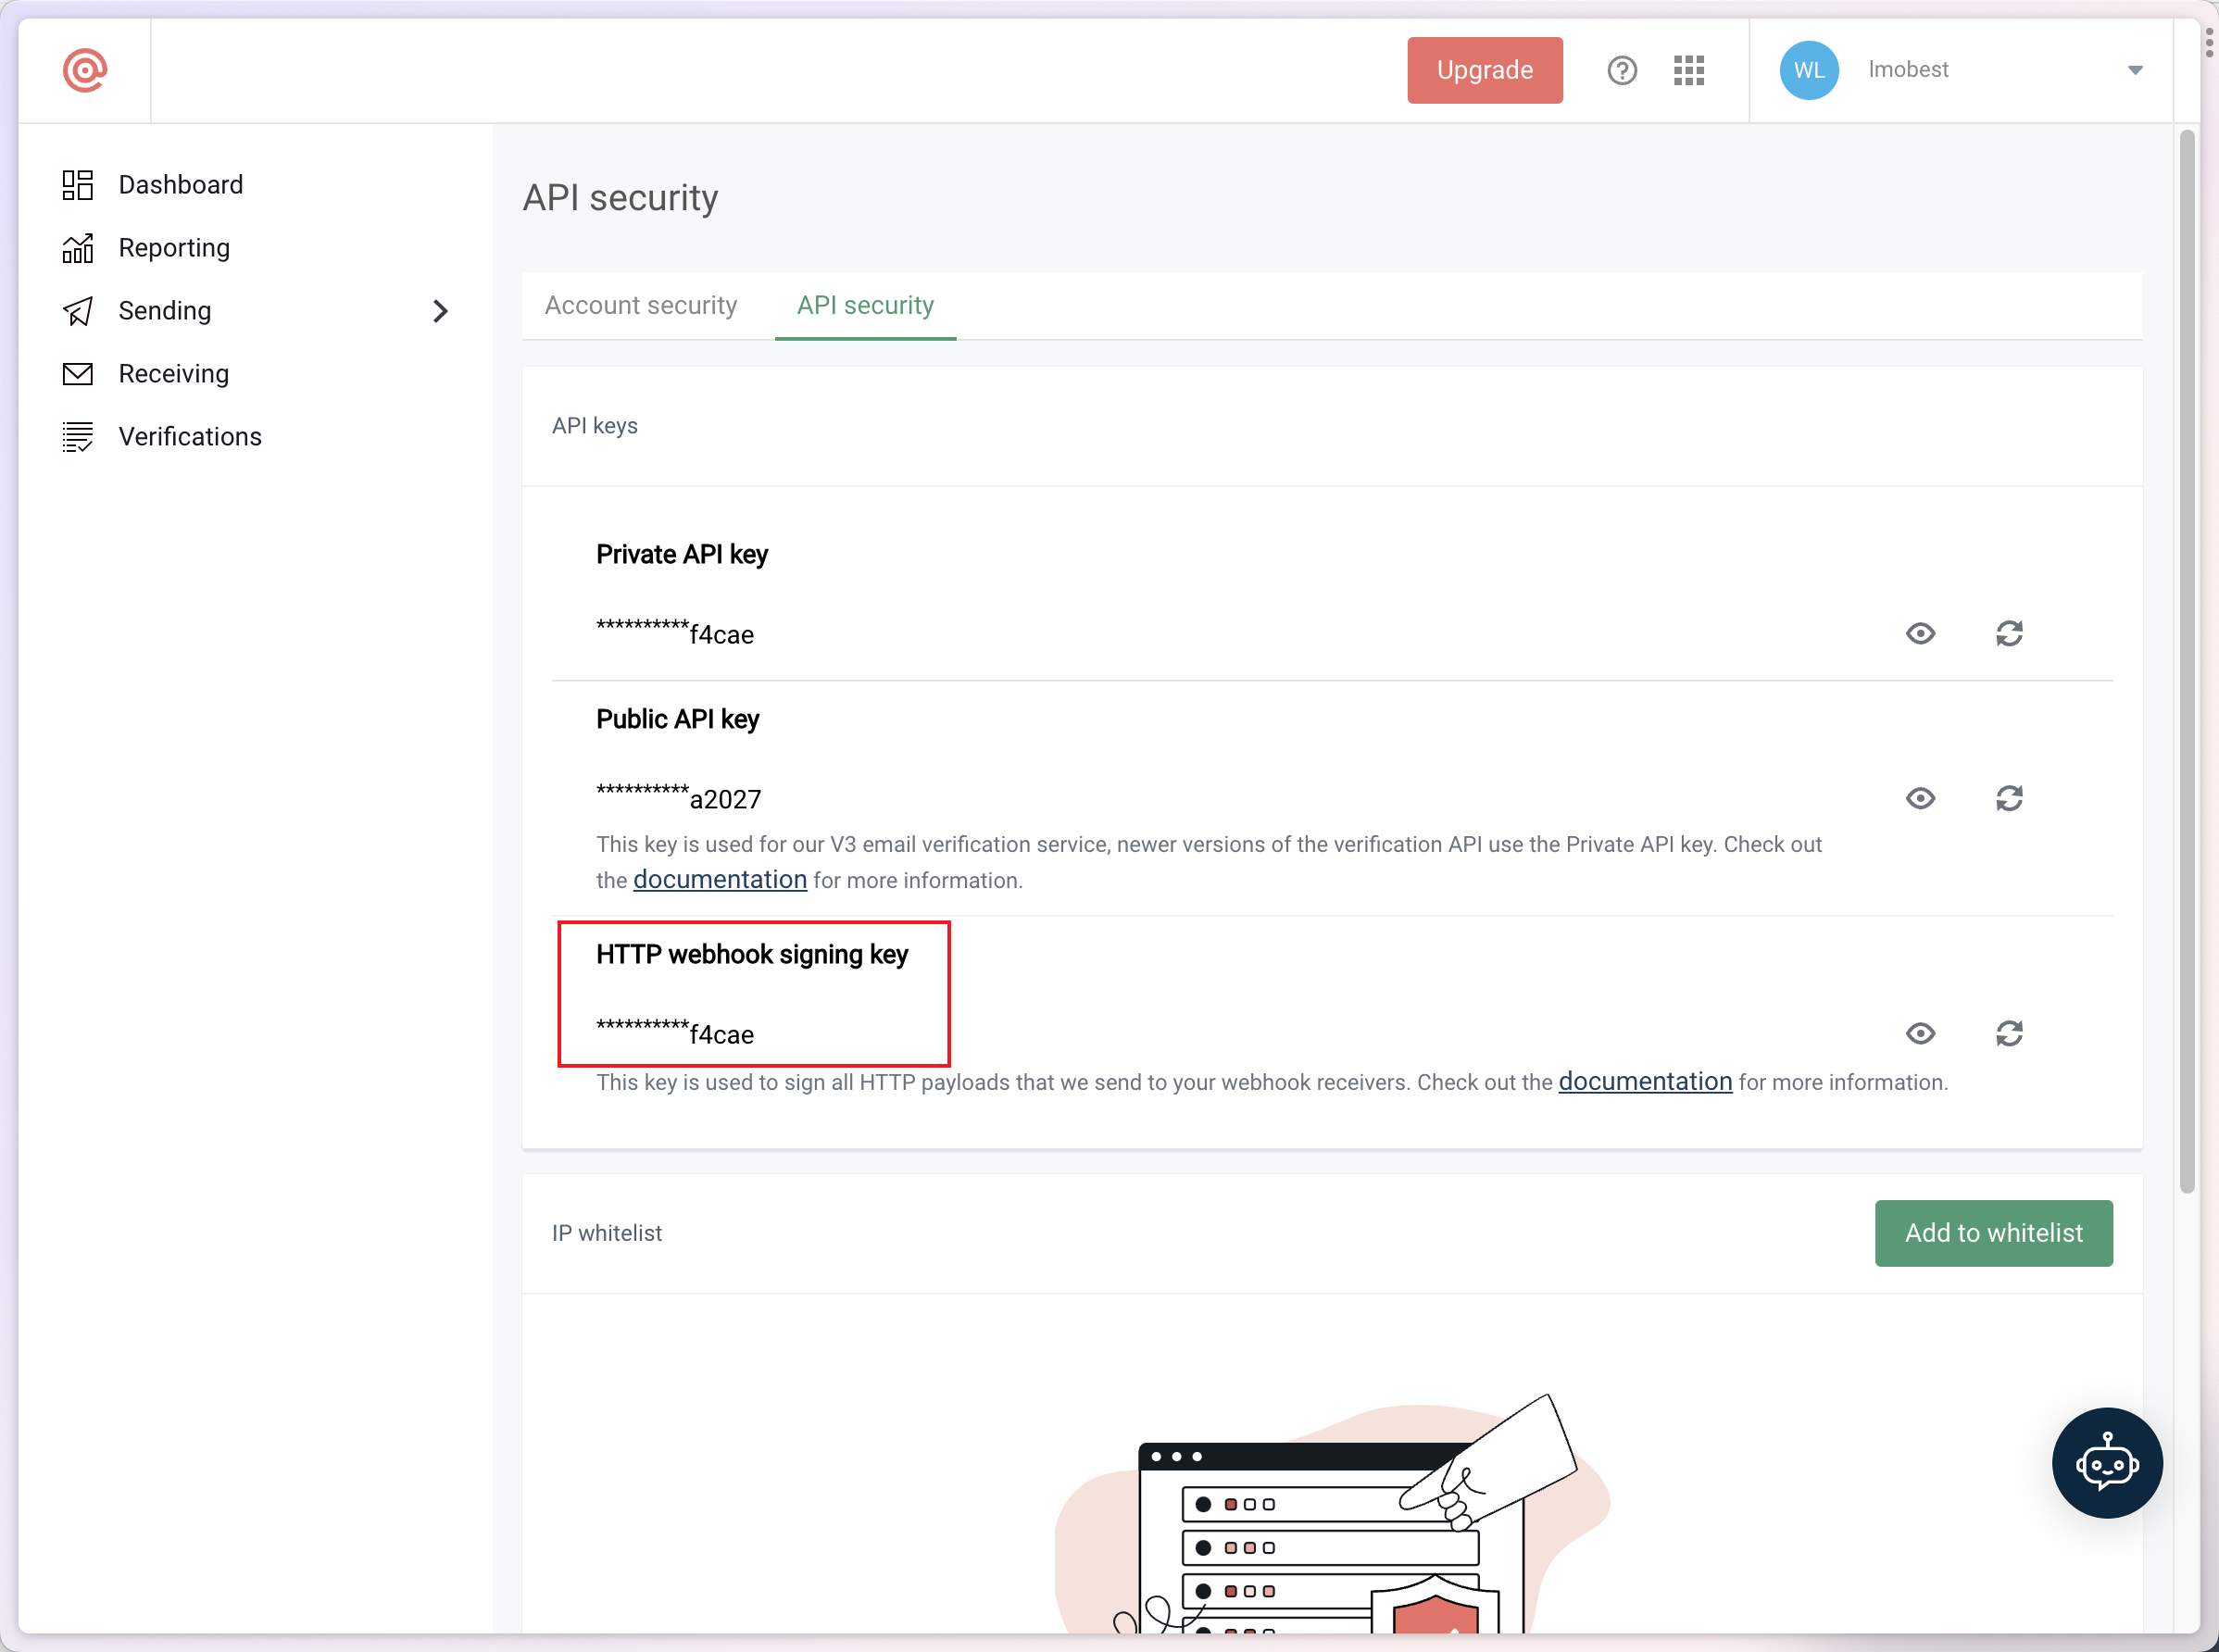 Upgrade
WL
Imobest
Dashboard
Reporting
Sending
Receiving
Verifications
API security
Account security
API security
API keys
Private API key
**********f4cae
Public API key
**********a2027
This key is used for our V3 email verification service, newer versions of the verification API use the Private API key. Check out
the documentation for more information.
HTTP webhook signing key
**********f4cae
This key is used to sign all HTTP payloads that we send to your webhook receivers. Check out the documentation for more information.
IP whitelist
Add to whitelist